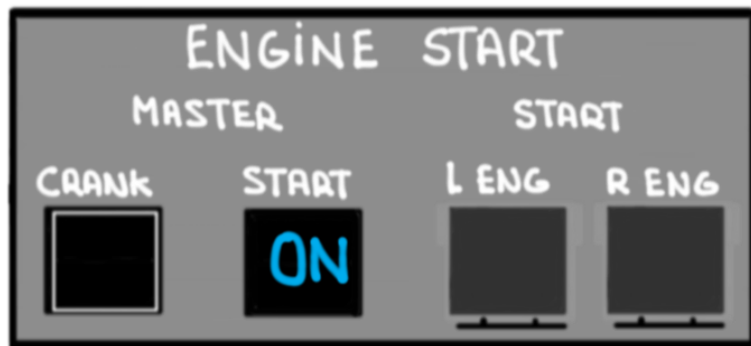 ENGINE START
MASTER START
CRANK START L ENG R ENG
ON